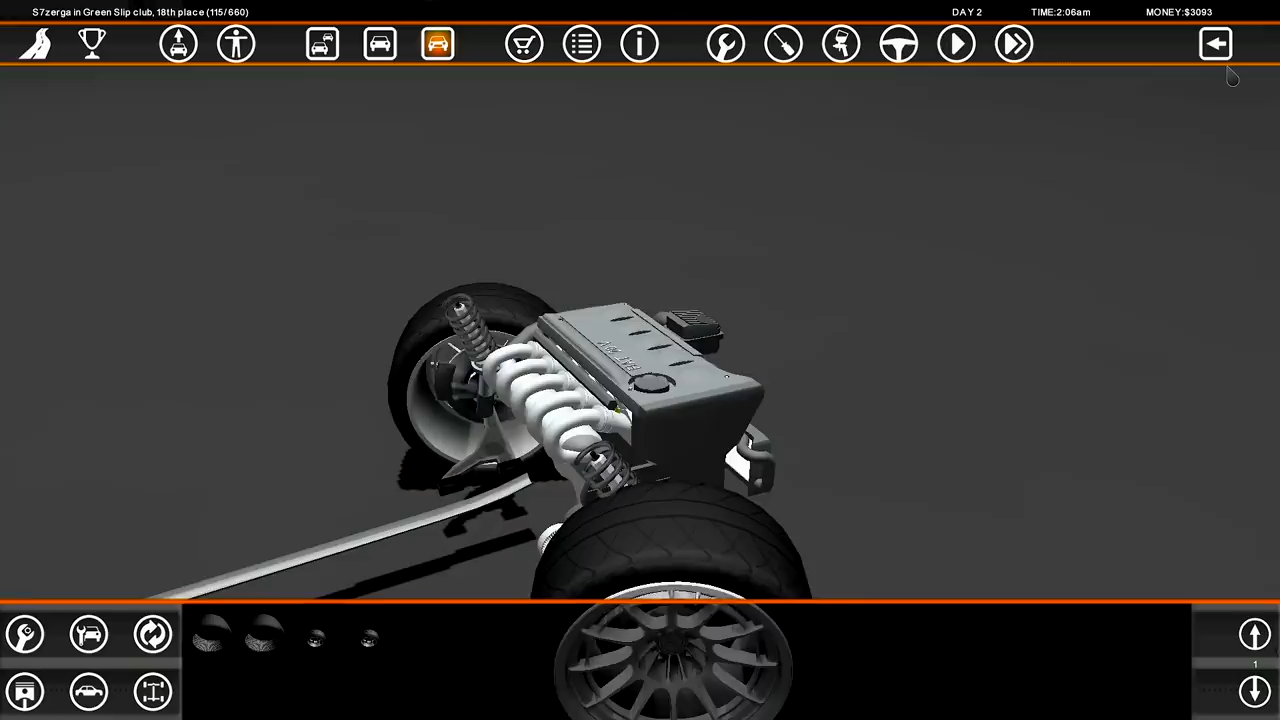 S7zerga in Green Slip club, 18th place (115/660)
DAY 2
TIME:2:06am
MONEY:$3093
1